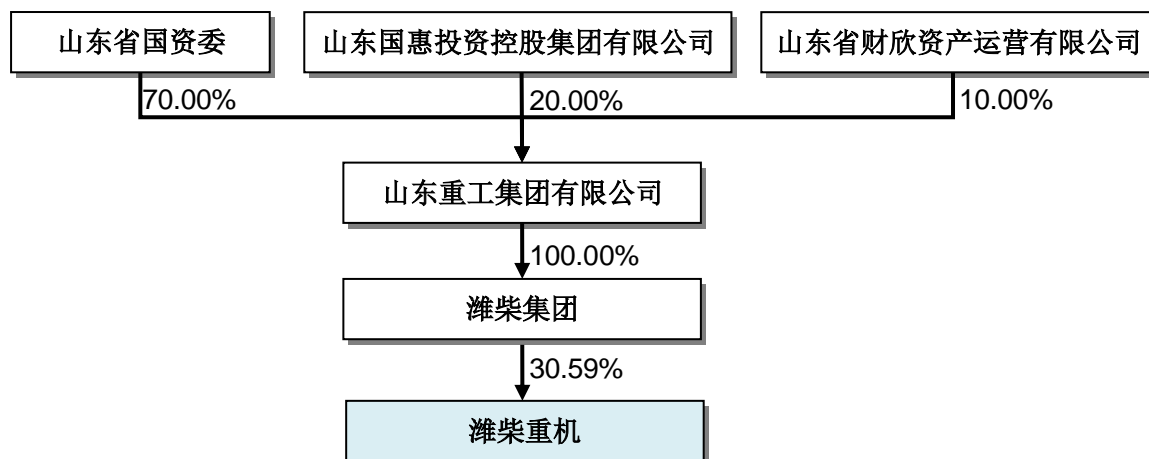 山东省国资委
山东国惠投资控股集团有限公司
山东省财欣资产运营有限公司
70.00%
20.00%
10.00%
山东重工集团有限公司
100.00%
潍柴集团
30.59%
潍柴重机